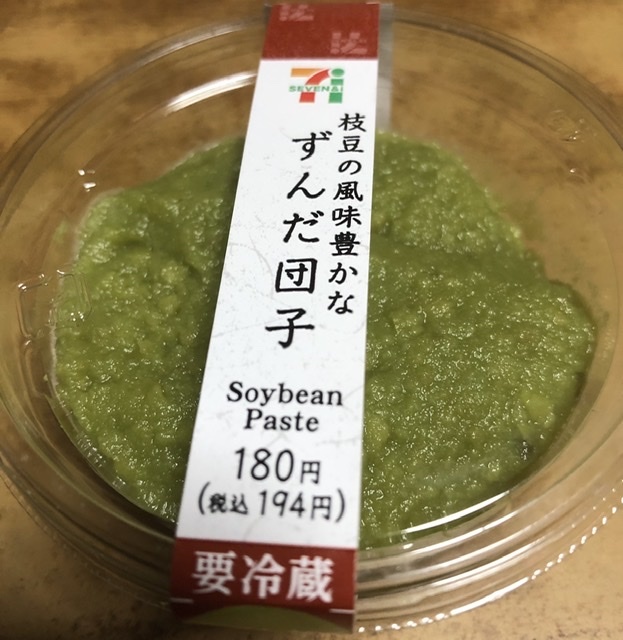 SEVEN&i
枝豆の風味豊かな
ずんだ団子
Soybean
Paste
180円
(税込 194円)
要冷蔵